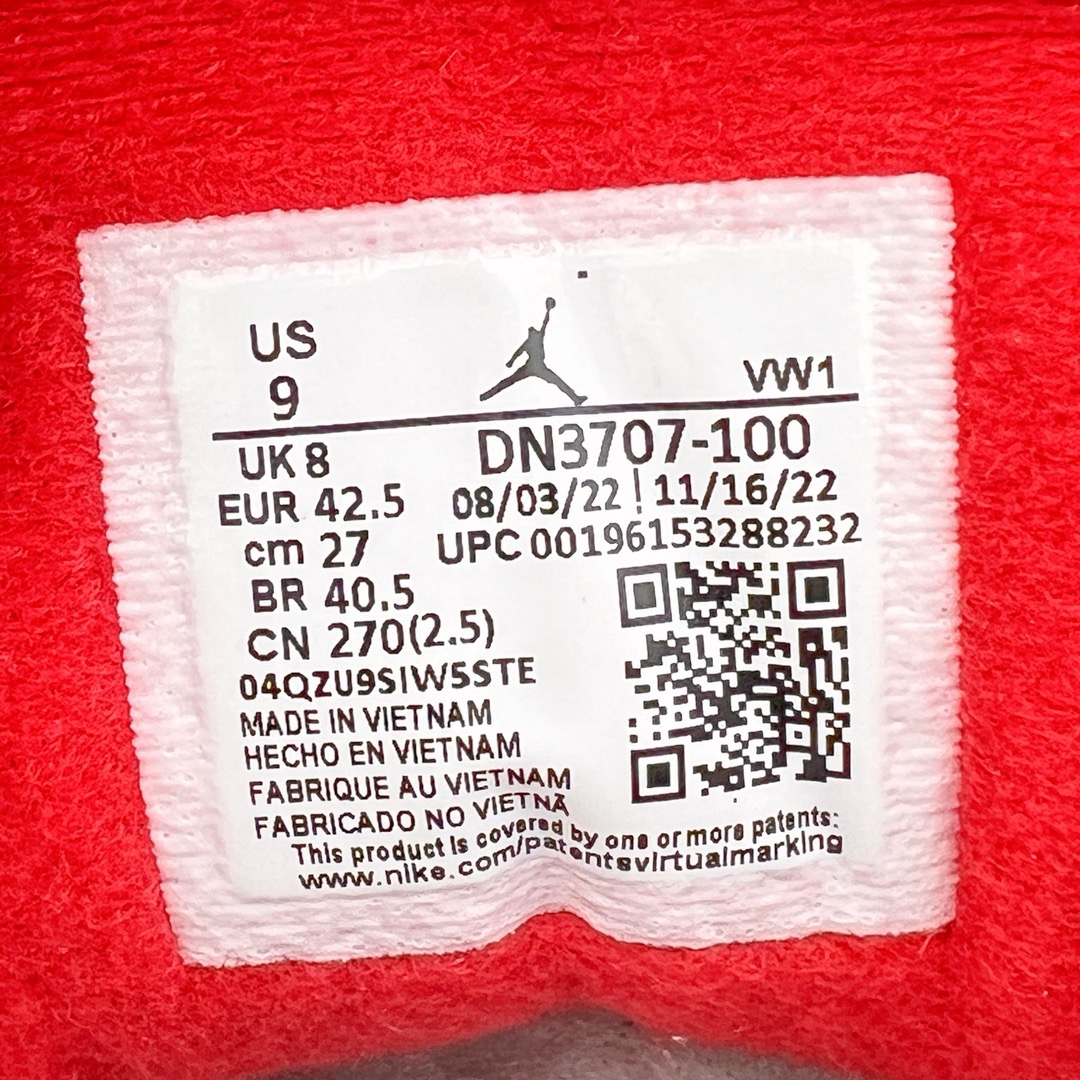 US
9
VW1
UK 8
DN3707-100
EUR 42.5
08/03/22 | 11/16/22
cm 27
UPC 00196153288232
BR 40.5
CN 270(2.5)
04QZU9SIW5STE
MADE IN VIETNAM
HECHO EN VIETNAM
FABRIQUE AU VIETNAM
FABRICADO NO VIETNÃ
This product is covered by one or more patents:
www.nike.com/patentsvirtualmarking